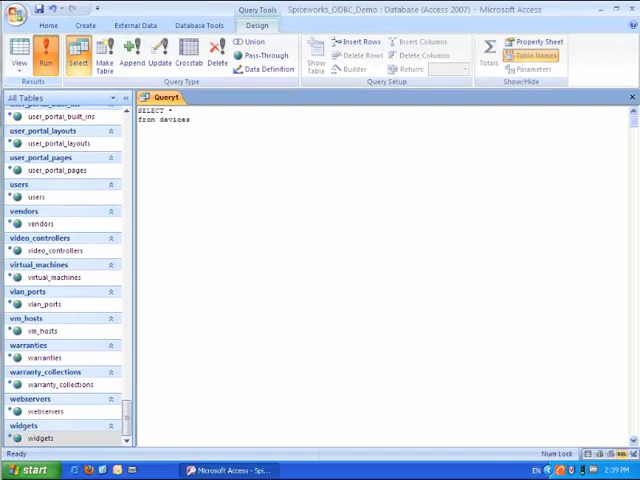 Query Tools
Spiceworks_ODBC_Demo : Database (Access 2007) - Microsoft Access
Home
Create
External Data
Database Tools
Design
View
Run
Select
Make Table
Append
Update
Crosstab
Delete
Union
Pass-Through
Data Definition
Show Table
Insert Rows
Delete Rows
Builder
Insert Columns
Delete Columns
Return:
Totals
Property Sheet
Table Names
Parameters
Results
Query Type
Query Setup
Show/Hide
All Tables
Query1
SELECT *
from devices
user_portal_built_ins
user_portal_built_ins
user_portal_layouts
user_portal_layouts
user_portal_pages
user_portal_pages
users
users
vendors
vendors
video_controllers
video_controllers
virtual_machines
virtual_machines
vlan_ports
vlan_ports
vm_hosts
vm_hosts
warranties
warranties
warranty_collections
warranty_collections
webservers
webservers
widgets
widgets
Ready
Num Lock
SQL
start
Microsoft Access - Spi...
EN
2:39 PM